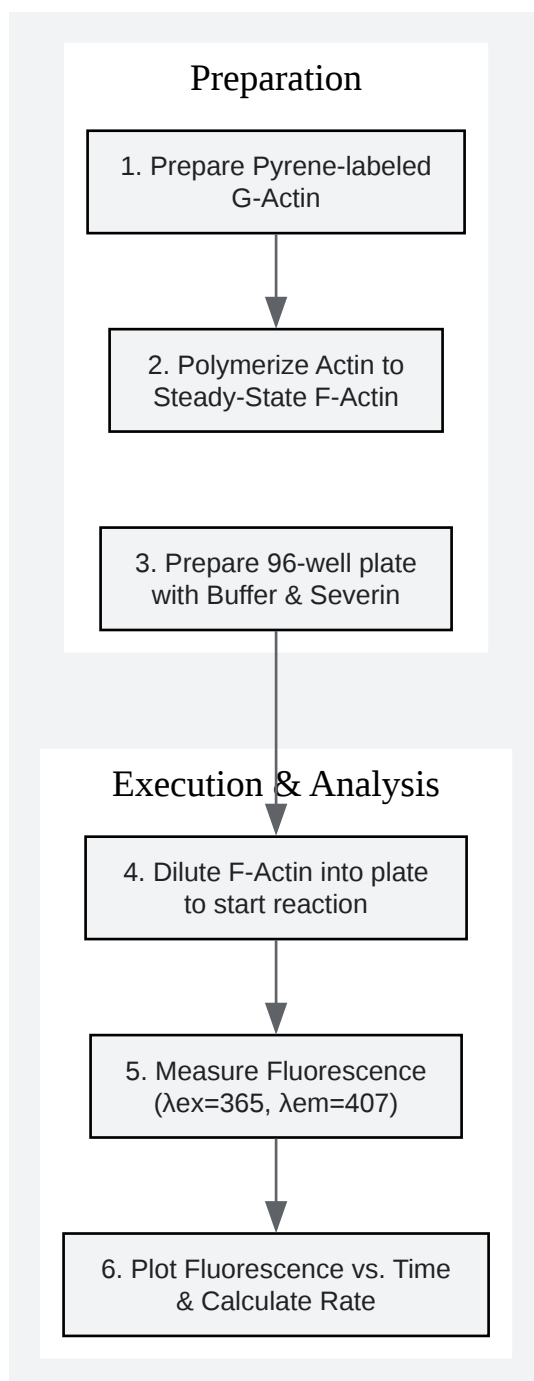 Preparation
1. Prepare Pyrene-labeled
G-Actin
2. Polymerize Actin to
Steady-State F-Actin
3. Prepare 96-well plate
with Buffer & Severin
Execution & Analysis
4. Dilute F-Actin into plate
to start reaction
5. Measure Fluorescence
(λex=365, λem=407)
6. Plot Fluorescence vs. Time
& Calculate Rate